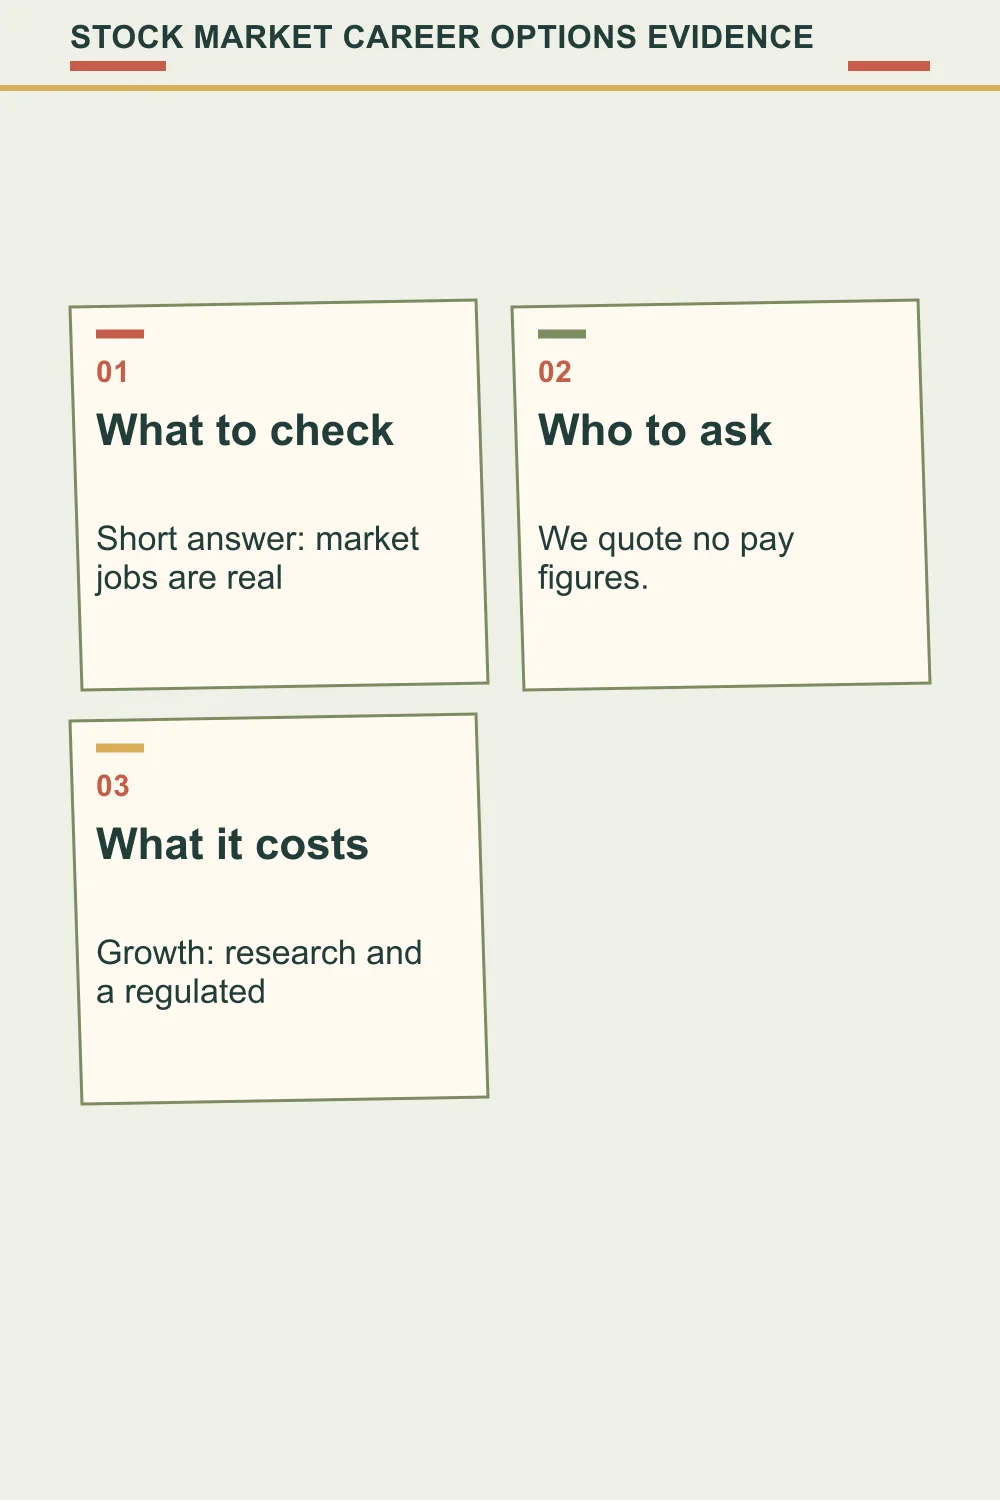 STOCK MARKET CAREER OPTIONS EVIDENCE
01
What to check
Short answer: market
jobs are real
02
Who to ask
We quote no pay
figures.
03
What it costs
Growth: research and
a regulated